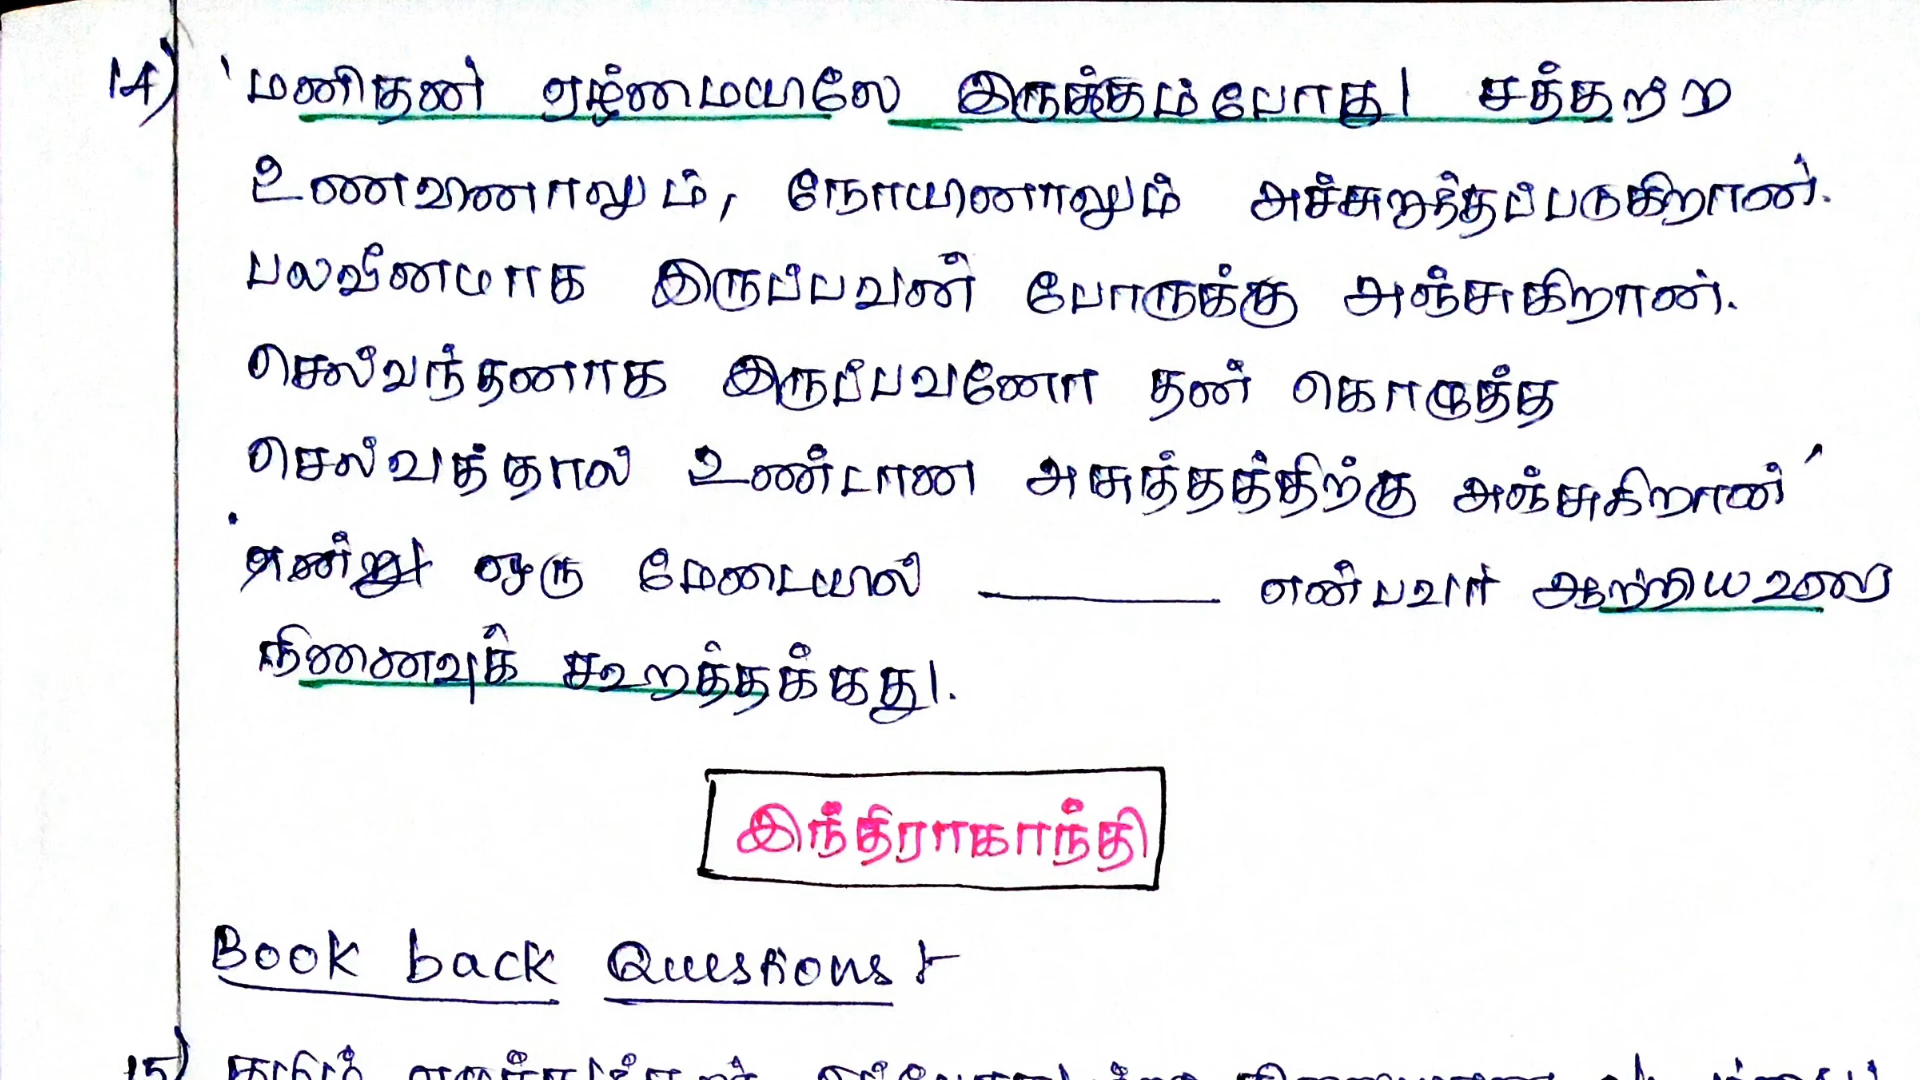 14) 'மனிதன் ஏழ்மையிலே இருக்கும்போது சத்தற்ற
உணவினாலும், நோயினாலும் அச்சுறுத்தப்படுகிறான்.
பலவீனமாக இருப்பவன் போருக்கு அஞ்சுகிறான்.
செல்வந்தனாக இருப்பவனோ தன் கொழுத்த
செல்வத்தால் உண்டான அசுத்தத்திற்கு அஞ்சுகிறான்'
என்று ஒரு மேடையில் ________ என்பவர் ஆற்றிய உரை
நினைவுக் கூறத்தக்கது.
இந்திராகாந்தி
Book back Questions :-
15)